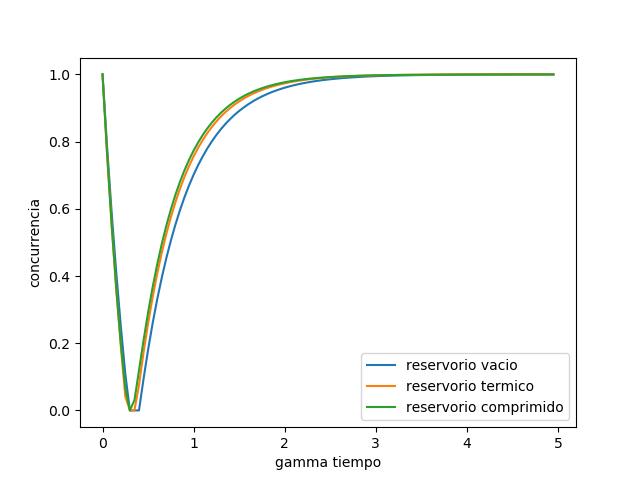 1.0
0.8
0.6
0.4
0.2
0.0
concurrencia
reservorio vacio
reservorio termico
reservorio comprimido
0 1 2 3 4 5
gamma tiempo